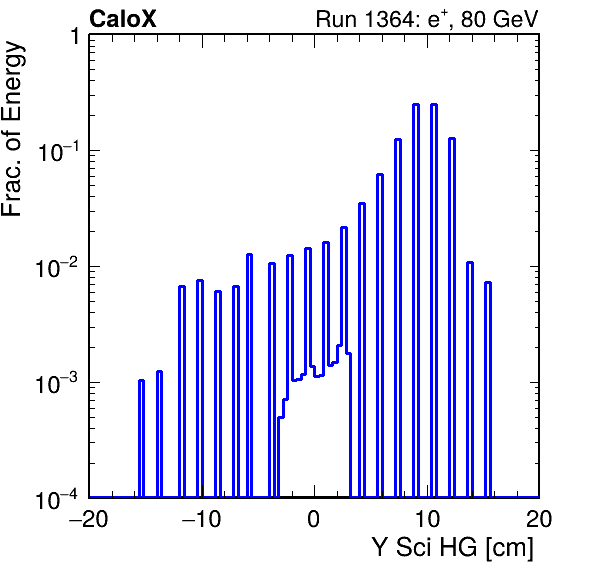 CaloX
Run 1364: e⁺, 80 GeV
Frac. of Energy
1
10⁻¹
10⁻²
10⁻³
10⁻⁴
−20
−10
0
10
20
Y Sci HG [cm]